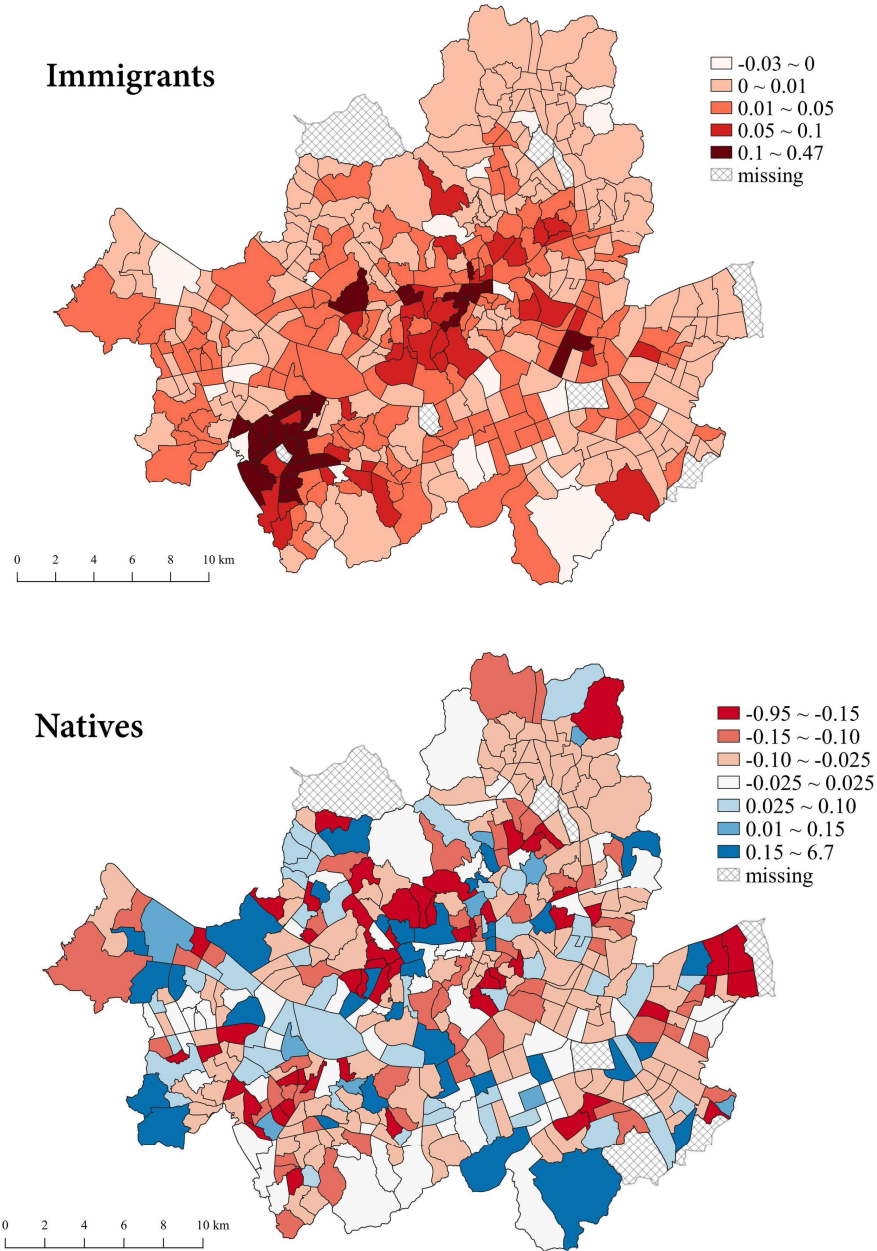 Immigrants
-0.03 ~ 0
0 ~ 0.01
0.01 ~ 0.05
0.05 ~ 0.1
0.1 ~ 0.47
missing
0 2 4 6 8 10 km
Natives
-0.95 ~ -0.15
-0.15 ~ -0.10
-0.10 ~ -0.025
-0.025 ~ 0.025
0.025 ~ 0.10
0.01 ~ 0.15
0.15 ~ 6.7
missing
0 2 4 6 8 10 km